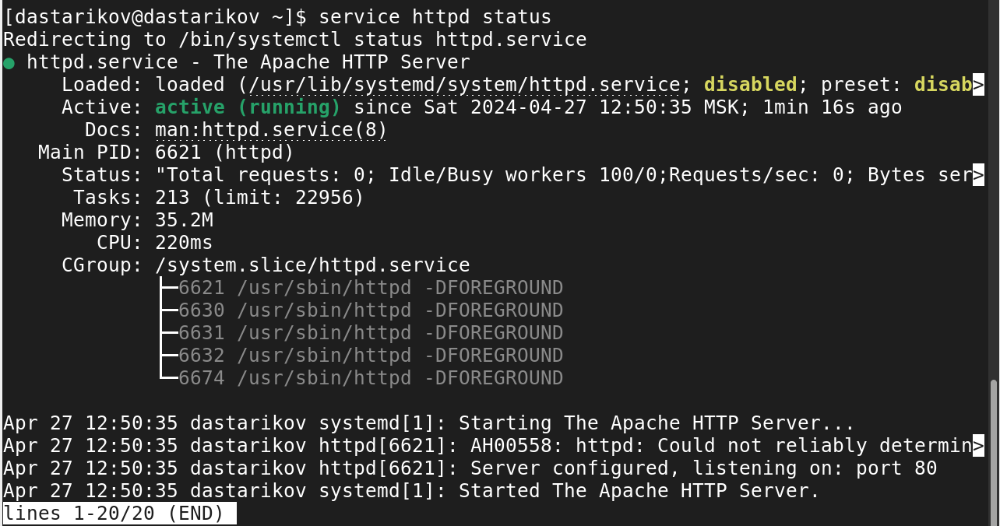 [dastarikov@dastarikov ~]$ service httpd status
Redirecting to /bin/systemctl status httpd.service
● httpd.service - The Apache HTTP Server
     Loaded: loaded (/usr/lib/systemd/system/httpd.service; disabled; preset: disab>
     Active: active (running) since Sat 2024-04-27 12:50:35 MSK; 1min 16s ago
       Docs: man:httpd.service(8)
   Main PID: 6621 (httpd)
     Status: "Total requests: 0; Idle/Busy workers 100/0;Requests/sec: 0; Bytes ser>
      Tasks: 213 (limit: 22956)
     Memory: 35.2M
        CPU: 220ms
     CGroup: /system.slice/httpd.service
             ├─6621 /usr/sbin/httpd -DFOREGROUND
             ├─6630 /usr/sbin/httpd -DFOREGROUND
             ├─6631 /usr/sbin/httpd -DFOREGROUND
             ├─6632 /usr/sbin/httpd -DFOREGROUND
             └─6674 /usr/sbin/httpd -DFOREGROUND

Apr 27 12:50:35 dastarikov systemd[1]: Starting The Apache HTTP Server...
Apr 27 12:50:35 dastarikov httpd[6621]: AH00558: httpd: Could not reliably determin>
Apr 27 12:50:35 dastarikov httpd[6621]: Server configured, listening on: port 80
Apr 27 12:50:35 dastarikov systemd[1]: Started The Apache HTTP Server.
lines 1-20/20 (END)